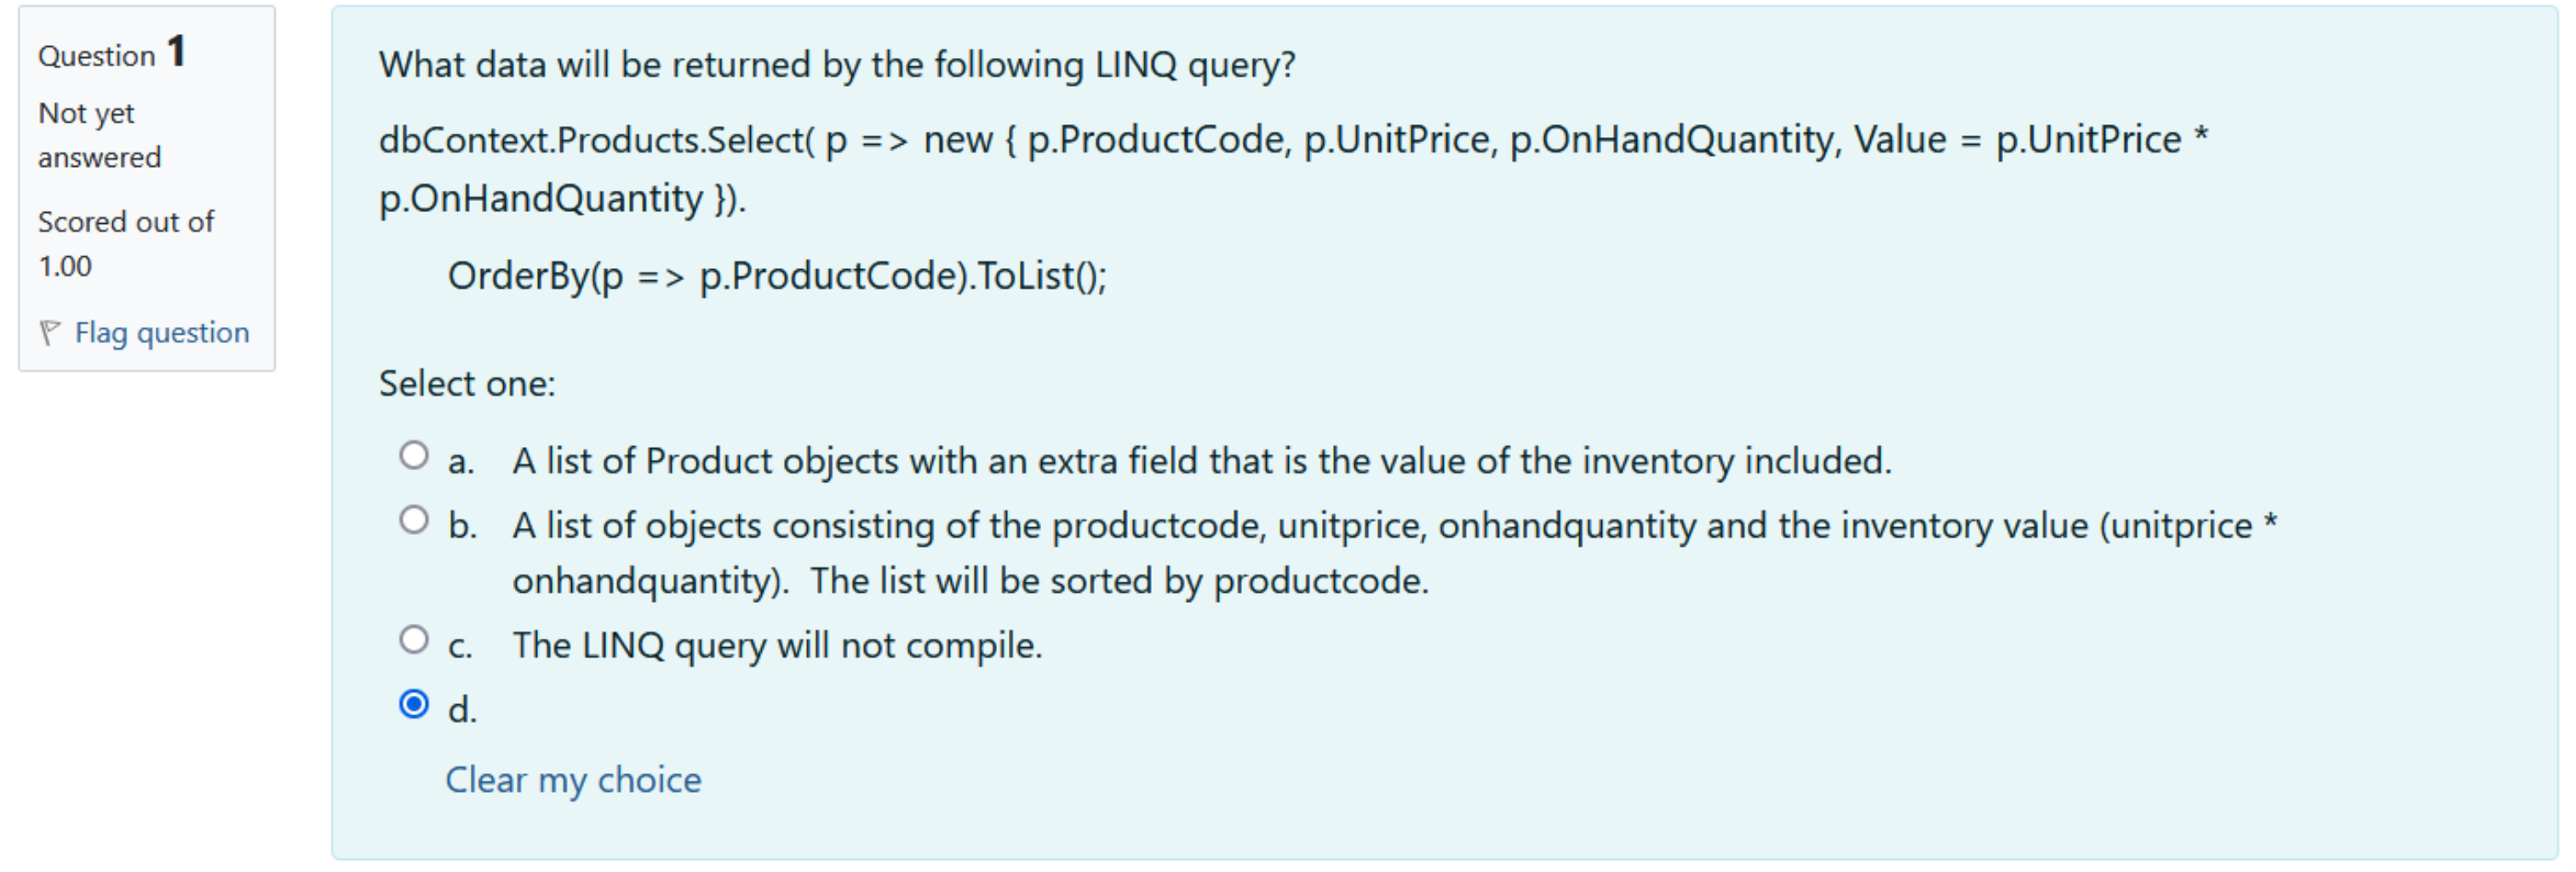 Question 1
Not yet
answered
Scored out of
1.00
Flag question
What data will be returned by the following LINQ query?
dbContext.Products.Select( p => new { p.ProductCode, p.UnitPrice, p.OnHandQuantity, Value = p.UnitPrice *
p.OnHandQuantity }).
OrderBy(p => p.ProductCode).ToList();
Select one:
a. A list of Product objects with an extra field that is the value of the inventory included.
b. A list of objects consisting of the productcode, unitprice, onhandquantity and the inventory value (unitprice *
onhandquantity).  The list will be sorted by productcode.
c. The LINQ query will not compile.
d.
Clear my choice